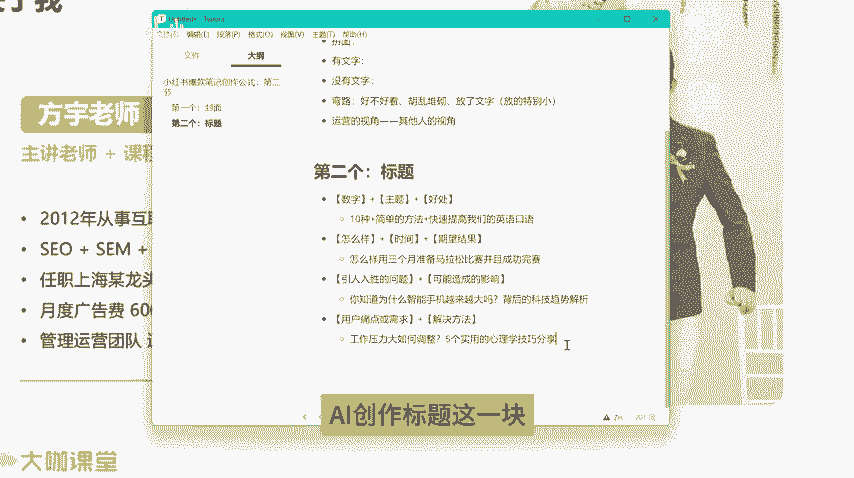 于我
方宇老师
主讲老师 + 课程
2012年从事互联
SEO + SEM +
任职上海某龙头
月度广告费 600
管理运营团队
大咖课堂
Untitled • - Typora
文件(F) 编辑(E) 段落(P) 格式(O) 视图(V) 主题(T) 帮助(H)
文件 大纲
小红书爆款笔记创作公式：第二
节
第一个：封面
第二个：标题
有文字：
没有文字：
弯路：好不好看、胡乱堆砌、放了文字（放的特别小）
运营的视角——其他人的视角
第二个：标题
【数字】+【主题】+【好处】
10种+简单的方法+快速提高我们的英语口语
【怎么样】+【时间】+【期望结果】
怎么样用三个月准备马拉松比赛并且成功完赛
【引人入胜的问题】+【可能造成的影响】
你知道为什么智能手机越来越大吗？背后的科技趋势解析
【用户痛点或需求】+【解决方法】
工作压力大如何调整？5个实用的心理学技巧分享
AI创作标题这一块